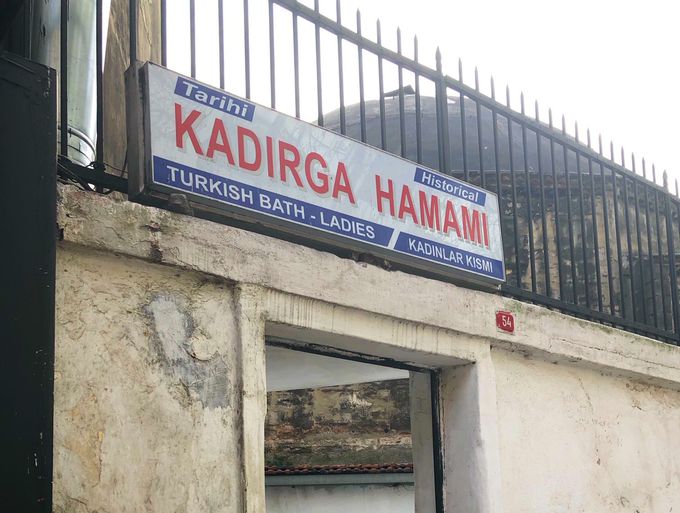 Tarihi
KADIRGA HAMAMI
Historical
TURKISH BATH - LADIES
KADINLAR KISMI
54